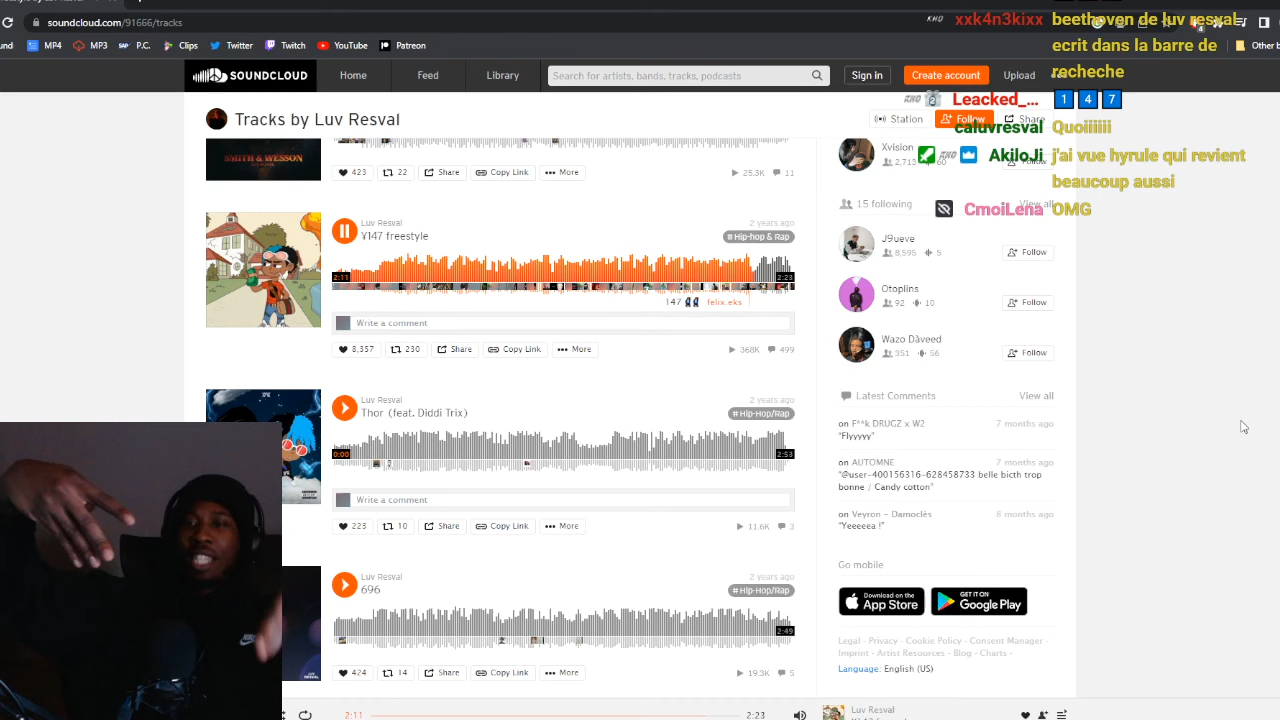 soundcloud.com/91666/tracks
MP4 MP3 P.C. Clips Twitter Twitch YouTube Patreon
xxk4n3kixx beethoven de luv resval
ecrit dans la barre de
recheche
SOUNDCLOUD Home Feed Library Search for artists, bands, tracks, podcasts Sign in Create account Upload
Leacked_... 1 4 7
caluvresval Quoiiiiii
AkiloJi j'ai vue hyrule qui revient
beaucoup aussi
CmoiLena OMG
Tracks by Luv Resval
Station Follow Share
SMITH & WESSON
423 22 Share Copy Link More 25.3K 11
Luv Resval 2 years ago
¥147 freestyle # Hip-hop & Rap
2:11 2:23
147 felix.eks
Write a comment
8,357 230 Share Copy Link More 368K 499
Luv Resval 2 years ago
Thor (feat. Diddi Trix) # Hip-Hop/Rap
0:00 2:53
Write a comment
223 10 Share Copy Link More 11.6K 3
Luv Resval 2 years ago
696 # Hip-Hop/Rap
2:49
424 14 Share Copy Link More 19.3K 5
Xvision
2,713 60 Follow
15 following View all
J9ueve
8,595 5 Follow
Otoplins
92 10 Follow
Wazo Dàveed
351 56 Follow
Latest Comments View all
on F**k DRUGZ x W2 7 months ago
"Flyyyyy"
on AUTOMNE 7 months ago
"@user-400156316-628458733 belle bicth trop
bonne / Candy cotton"
on Veyron - Damoclès 8 months ago
"Yeeeeea !"
Go mobile
Download on the App Store GET IT ON Google Play
Legal - Privacy - Cookie Policy - Consent Manager -
Imprint - Artist Resources - Blog - Charts -
Language: English (US)
2:11 2:23 Luv Resval